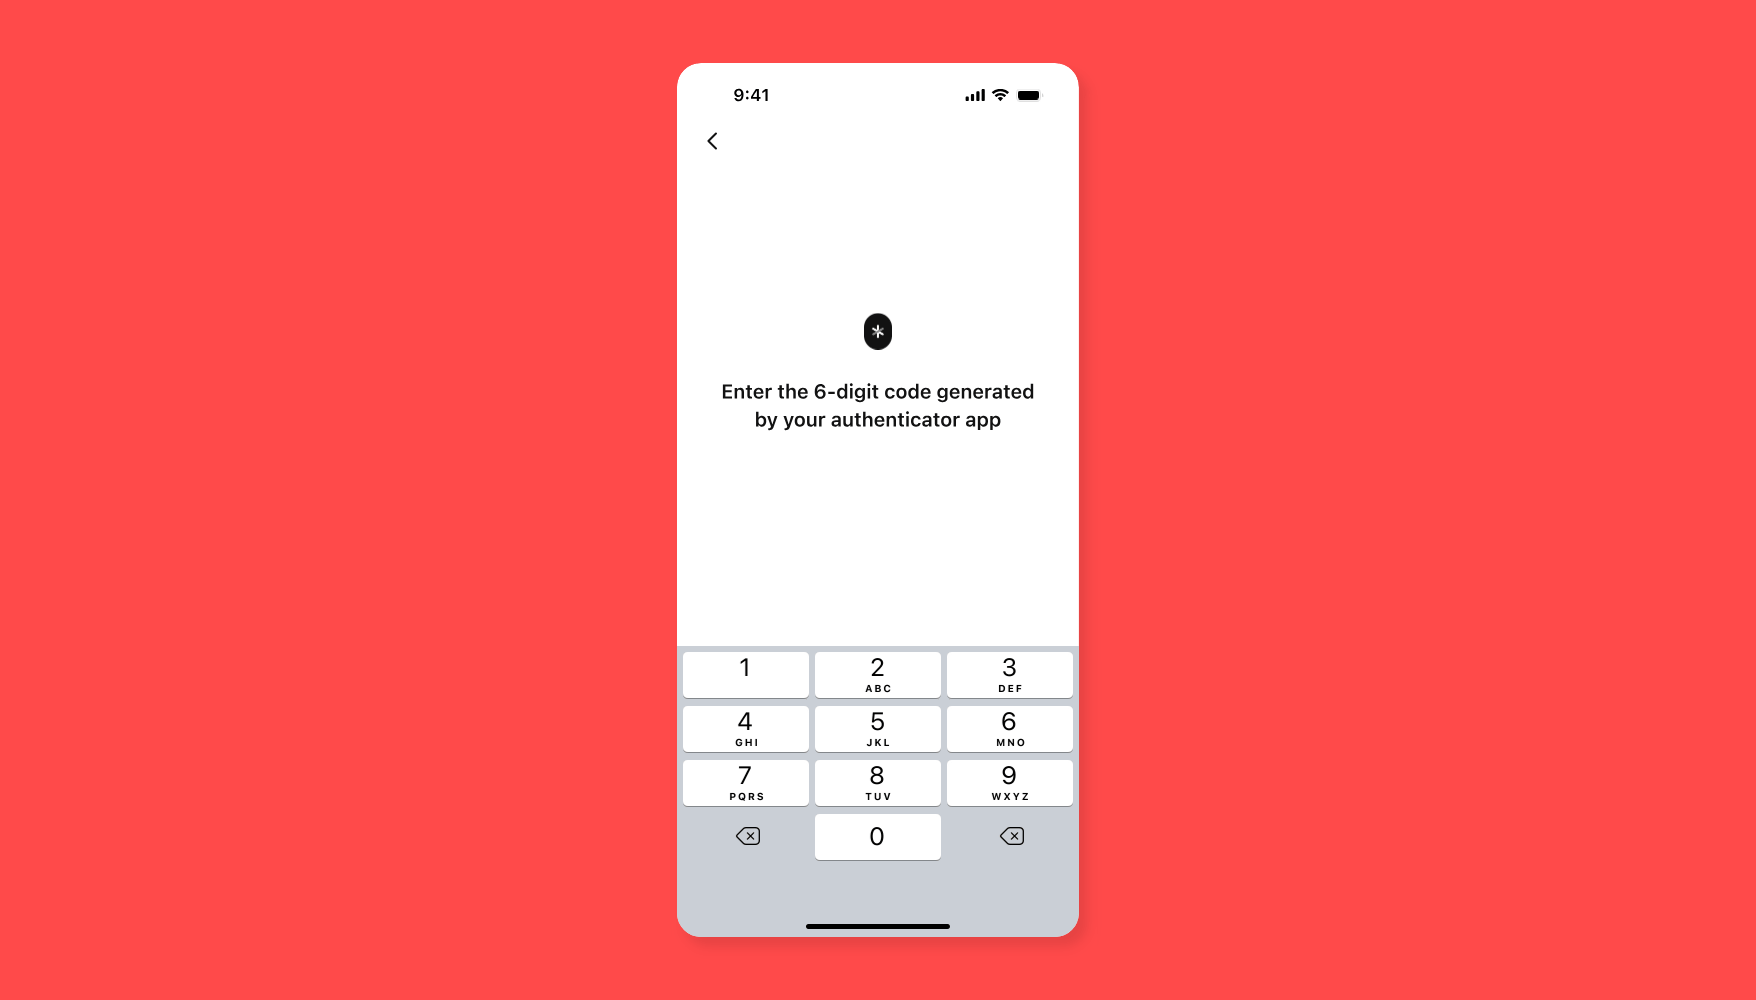 9:41
Enter the 6-digit code generated
by your authenticator app
1
2
ABC
3
DEF
4
GHI
5
JKL
6
MNO
7
PQRS
8
TUV
9
WXYZ
0